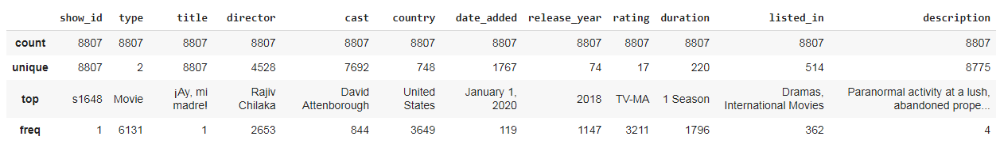 show_id type title director cast country date_added release_year rating duration listed_in description
count 8807 8807 8807 8807 8807 8807 8807 8807 8807 8807 8807 8807
unique 8807 2 8807 4528 7692 748 1767 74 17 220 514 8775
top s1648 Movie ¡Ay, mi madre! Rajiv Chilaka David Attenborough United States January 1, 2020 2018 TV-MA 1 Season Dramas, International Movies Paranormal activity at a lush, abandoned prope...
freq 1 6131 1 2653 844 3649 119 1147 3211 1796 362 4